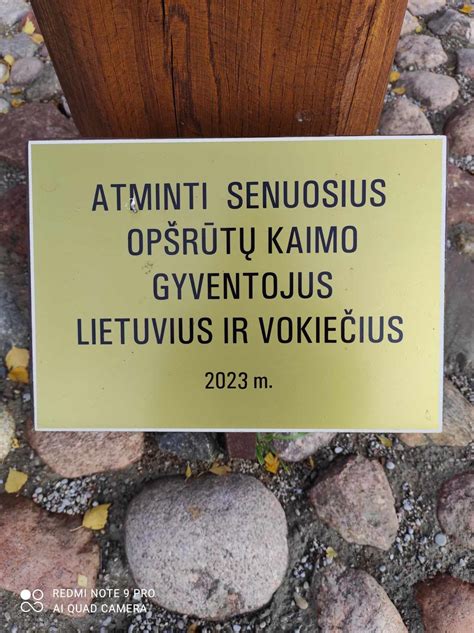 ATMINTI SENUOSIUS
OPŠRŪTŲ KAIMO
GYVENTOJUS
LIETUVIUS IR VOKIEČIUS
2023 m.
REDMI NOTE 9 PRO
AI QUAD CAMERA